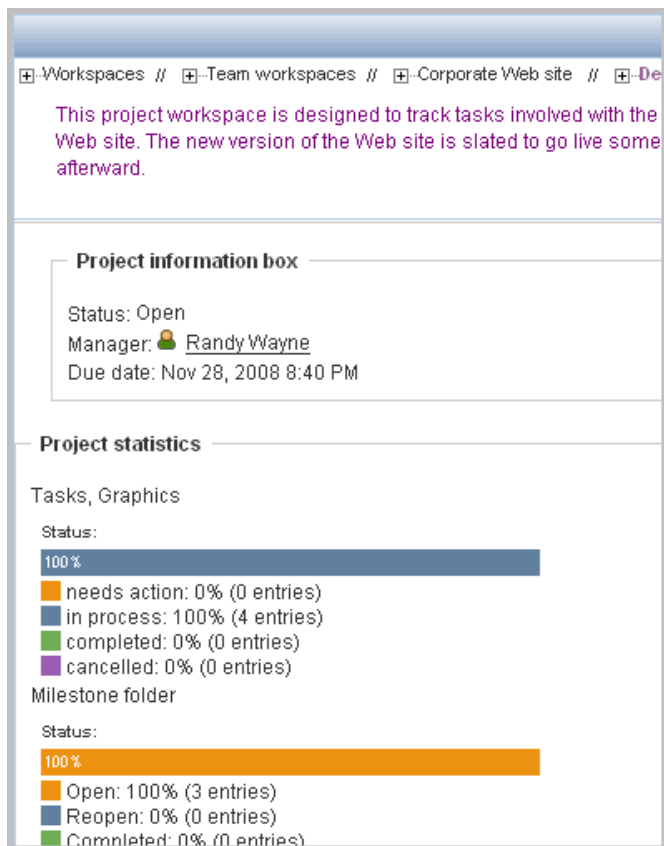 Workspaces // Team workspaces // Corporate Web site // De
This project workspace is designed to track tasks involved with the
Web site. The new version of the Web site is slated to go live some
afterward.
Project information box
Status: Open
Manager: Randy Wayne
Due date: Nov 28, 2008 8:40 PM
Project statistics
Tasks, Graphics
Status:
100%
needs action: 0% (0 entries)
in process: 100% (4 entries)
completed: 0% (0 entries)
cancelled: 0% (0 entries)
Milestone folder
Status:
100%
Open: 100% (3 entries)
Reopen: 0% (0 entries)
Completed: 0% (0 entries)